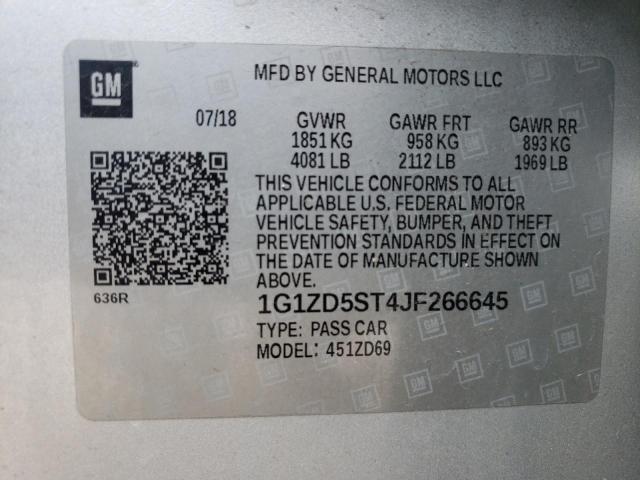 GM
MFD BY GENERAL MOTORS LLC
07/18 GVWR GAWR FRT GAWR RR
1851 KG 958 KG 893 KG
4081 LB 2112 LB 1969 LB
THIS VEHICLE CONFORMS TO ALL
APPLICABLE U.S. FEDERAL MOTOR
VEHICLE SAFETY, BUMPER, AND THEFT
PREVENTION STANDARDS IN EFFECT ON
THE DATE OF MANUFACTURE SHOWN
ABOVE.
636R
1G1ZD5ST4JF266645
TYPE: PASS CAR
MODEL: 451ZD69